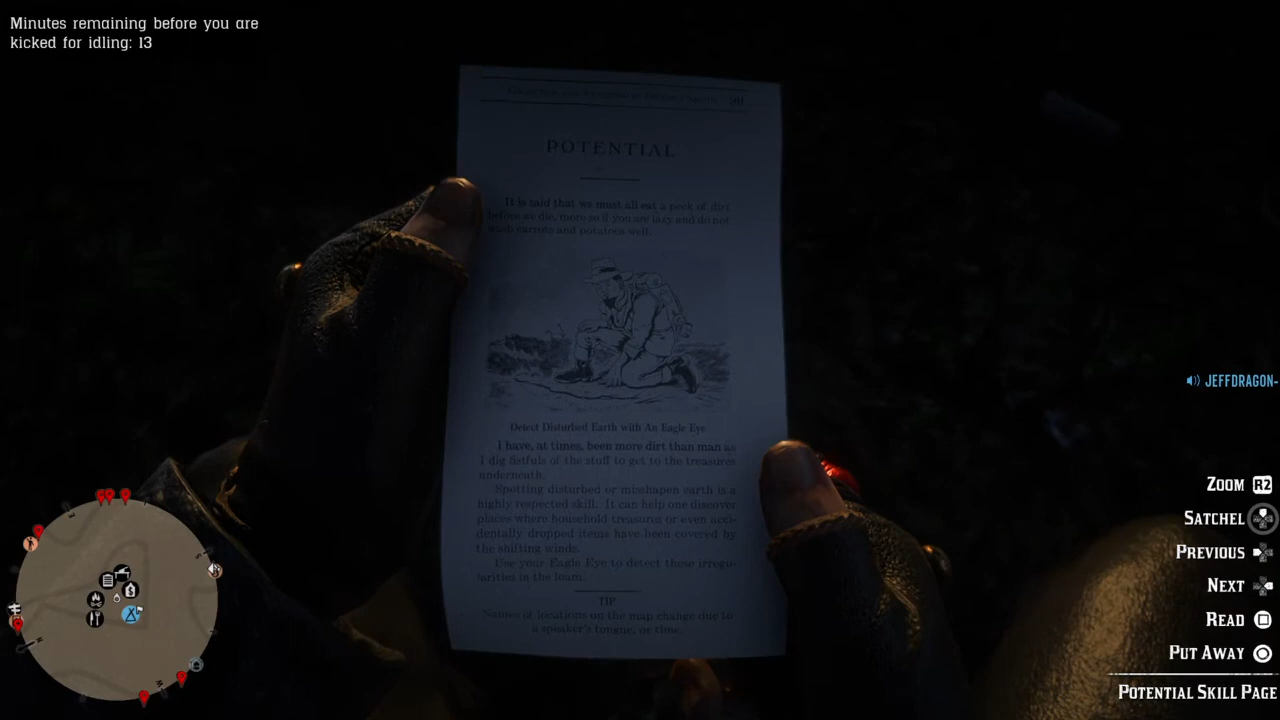 Minutes remaining before you are
kicked for idling: 13
POTENTIAL
It is said that we must all eat a peck of dirt
before we die, more so if you are lazy and do not
wash carrots and potatoes well.
Detect Disturbed Earth with An Eagle Eye
I have, at times, been more dirt than man as
I dig fistfuls of the stuff to get to the treasures
underneath.
Spotting disturbed or misshapen earth is a
highly respected skill. It can help one discover
places where household treasures or even acci-
dentally dropped items have been covered by
the shifting winds.
Use your Eagle Eye to detect these irregu-
larities in the loam.
TIP
Names of locations on the map change due to
a speaker's tongue, or time.
JEFFDRAGON-
ZOOM R2
SATCHEL
PREVIOUS
NEXT
READ
PUT AWAY
POTENTIAL SKILL PAGE